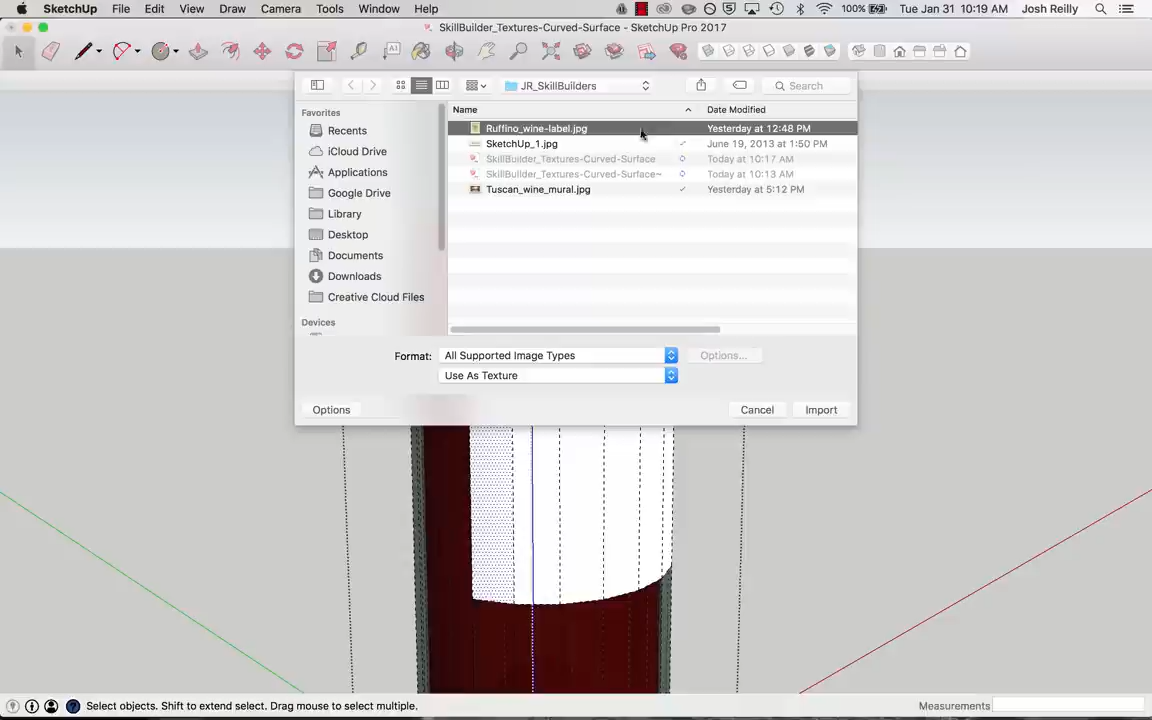 SketchUp File Edit View Draw Camera Tools Window Help 100% Tue Jan 31 10:19 AM Josh Reilly
SkillBuilder_Textures-Curved-Surface - SketchUp Pro 2017
JR_SkillBuilders Search
Favorites
Recents
iCloud Drive
Applications
Google Drive
Library
Desktop
Documents
Downloads
Creative Cloud Files
Devices
Name Date Modified
Ruffino_wine-label.jpg Yesterday at 12:48 PM
SketchUp_1.jpg June 19, 2013 at 1:50 PM
SkillBuilder_Textures-Curved-Surface Today at 10:17 AM
SkillBuilder_Textures-Curved-Surface~ Today at 10:13 AM
Tuscan_wine_mural.jpg Yesterday at 5:12 PM
Format: All Supported Image Types Options...
Use As Texture
Options Cancel Import
Select objects. Shift to extend select. Drag mouse to select multiple. Measurements